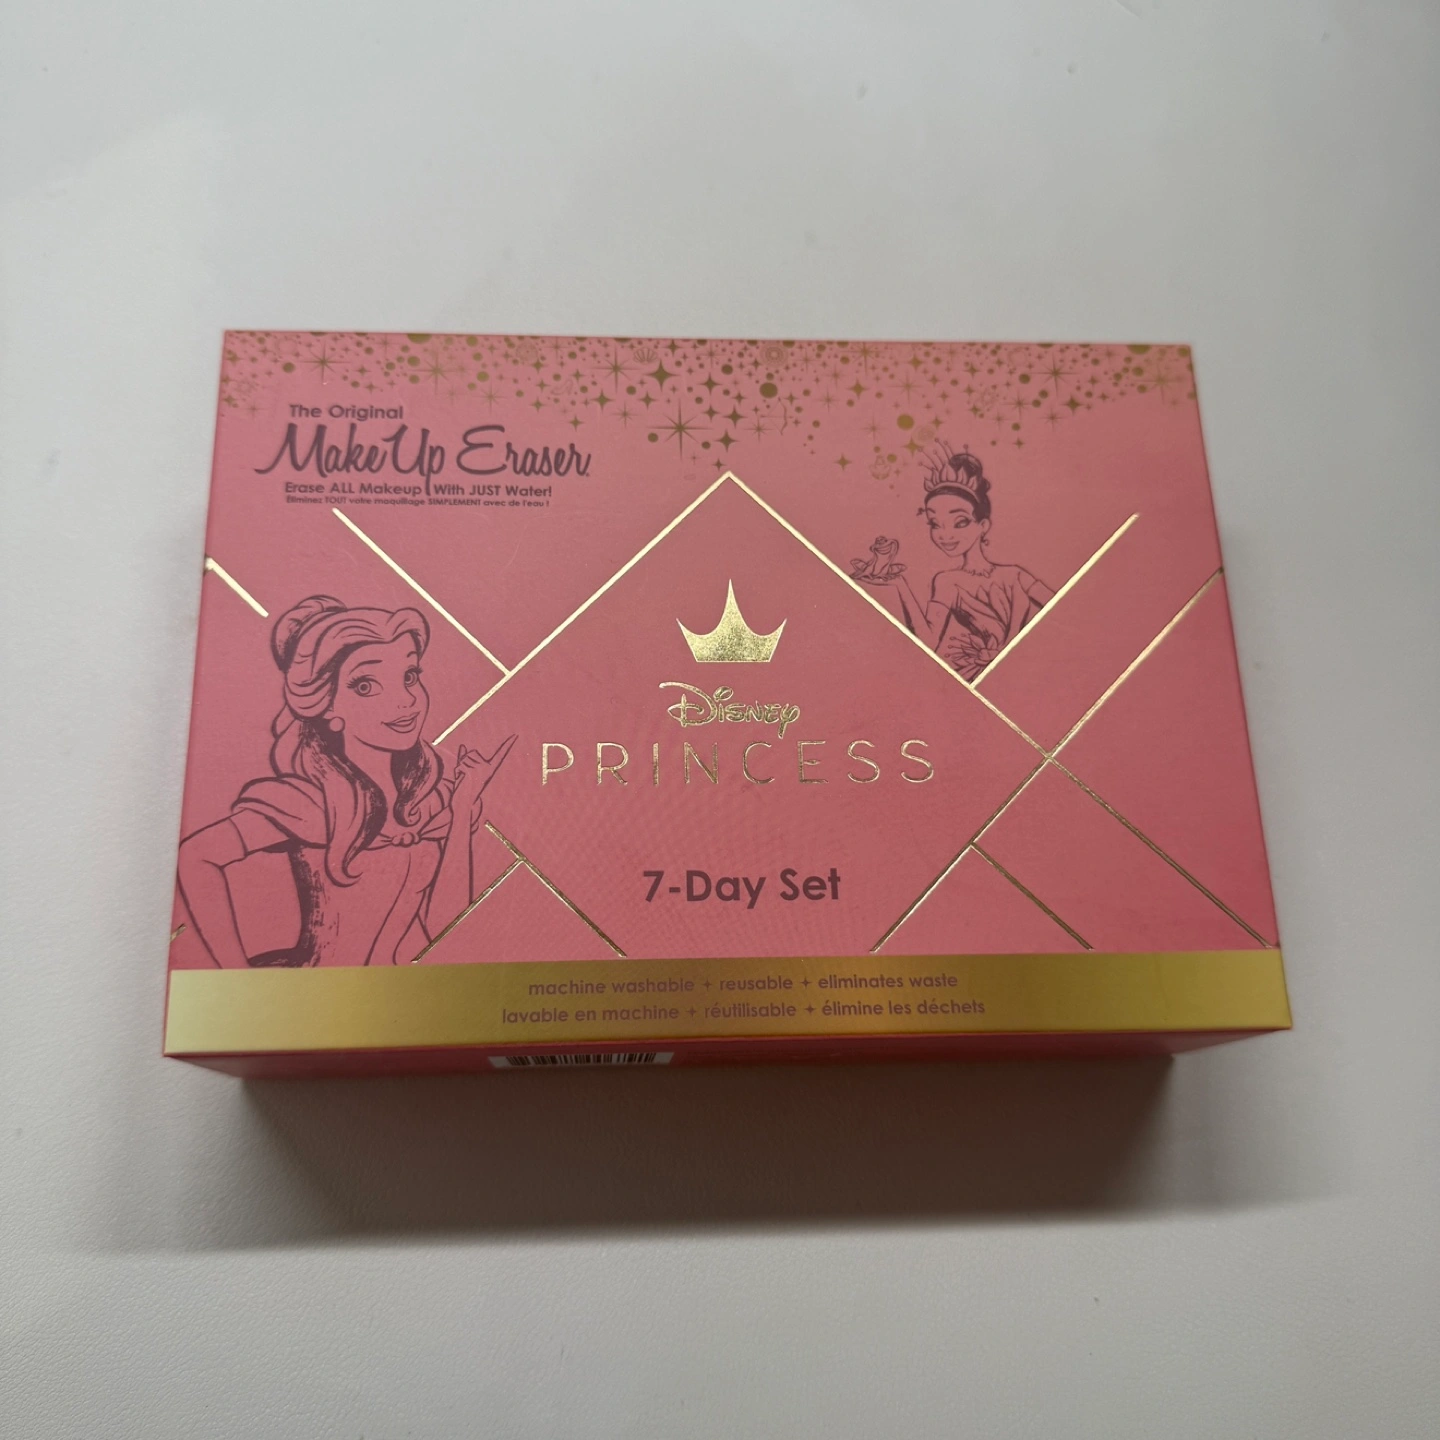 The Original
MakeUp Eraser
Erase ALL Makeup With JUST Water!
Éliminez TOUT votre maquillage SIMPLEMENT avec de l'eau !
Disney
PRINCESS
7-Day Set
machine washable + reusable + eliminates waste
lavable en machine + réutilisable + élimine les déchets